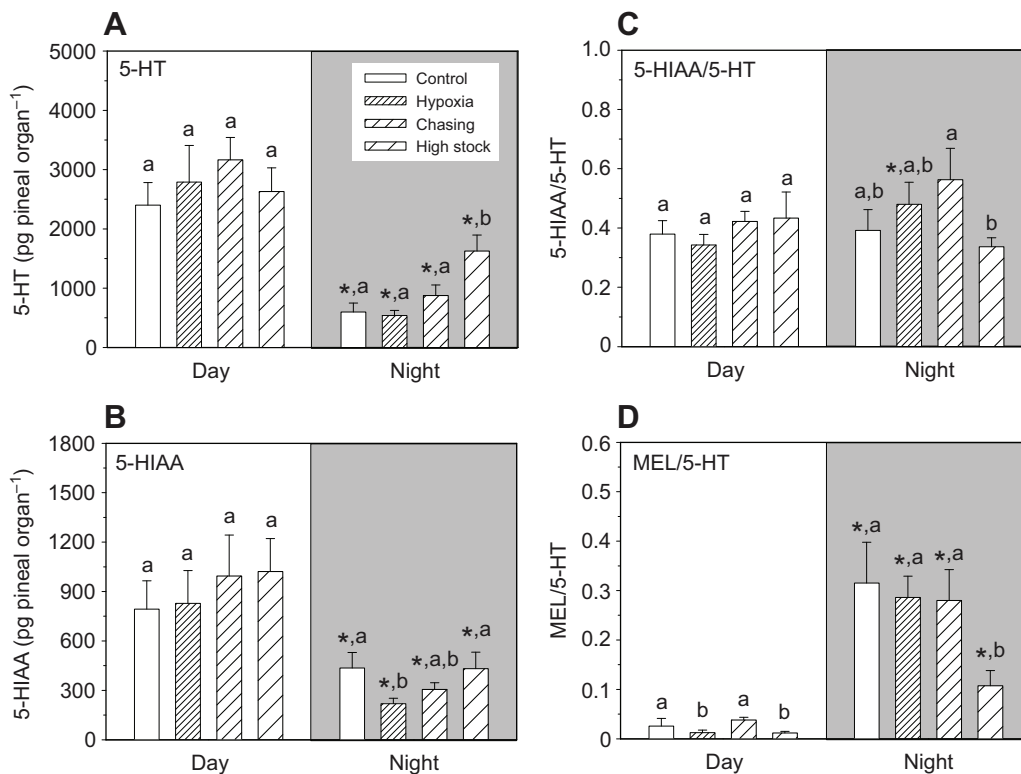 A
5-HT (pg pineal organ⁻¹)
5000
4000
3000
2000
1000
0
5-HT
Control
Hypoxia
Chasing
High stock
a a a a
*,a *,a *,a *,b
Day Night
B
5-HIAA (pg pineal organ⁻¹)
1800
1500
1200
900
600
300
0
5-HIAA
a a a a
*,a *,b *,a,b *,a
Day Night
C
5-HIAA/5-HT
1.0
0.8
0.6
0.4
0.2
0
5-HIAA/5-HT
a a a a
a,b *,a,b a b
Day Night
D
MEL/5-HT
0.6
0.5
0.4
0.3
0.2
0.1
0
MEL/5-HT
a b a b
*,a *,a *,a *,b
Day Night